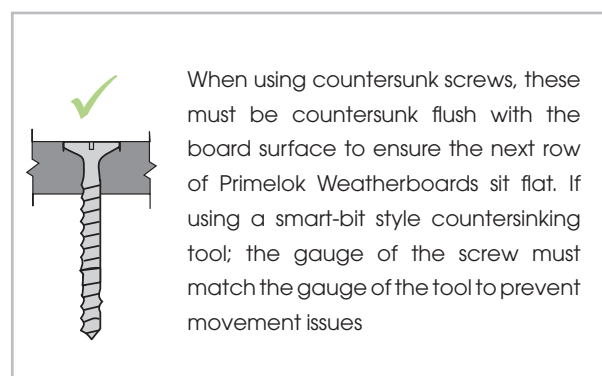 When using countersunk screws, these
must be countersunk flush with the
board surface to ensure the next row
of Primelok Weatherboards sit flat. If
using a smart-bit style countersinking
tool; the gauge of the screw must
match the gauge of the tool to prevent
movement issues